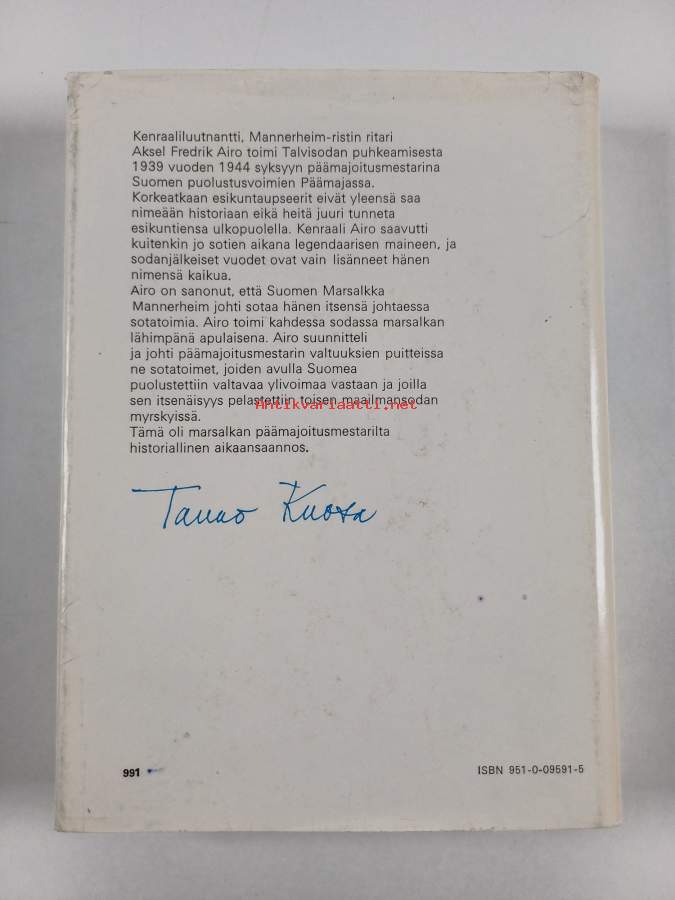 Kenraaliluutnantti, Mannerheim-ristin ritari
Aksel Fredrik Airo toimi Talvisodan puhkeamisesta
1939 vuoden 1944 syksyyn päämajoitusmestarina
Suomen puolustusvoimien Päämajassa.
Korkeatkaan esikuntaupseerit eivät yleensä saa
nimeään historiaan eikä heitä juuri tunneta
esikuntiensa ulkopuolella. Kenraali Airo saavutti
kuitenkin jo sotien aikana legendaarisen maineen, ja
sodanjälkeiset vuodet ovat vain lisänneet hänen
nimensä kaikua.
Airo on sanonut, että Suomen Marsalkka
Mannerheim johti sotaa hänen itsensä johtaessa
sotatoimia. Airo toimi kahdessa sodassa marsalkan
lähimpänä apulaisena. Airo suunnitteli
ja johti päämajoitusmestarin valtuuksien puitteissa
ne sotatoimet, joiden avulla Suomea
puolustettiin valtavaa ylivoimaa vastaan ja joilla
sen itsenäisyys pelastettiin toisen maailmansodan
Antikvariaatti.net
myrskyissä.
Tämä oli marsalkan päämajoitusmestarilta
historiallinen aikaansaannos.
Tauno Kuosa
991
ISBN 951-0-09591-5